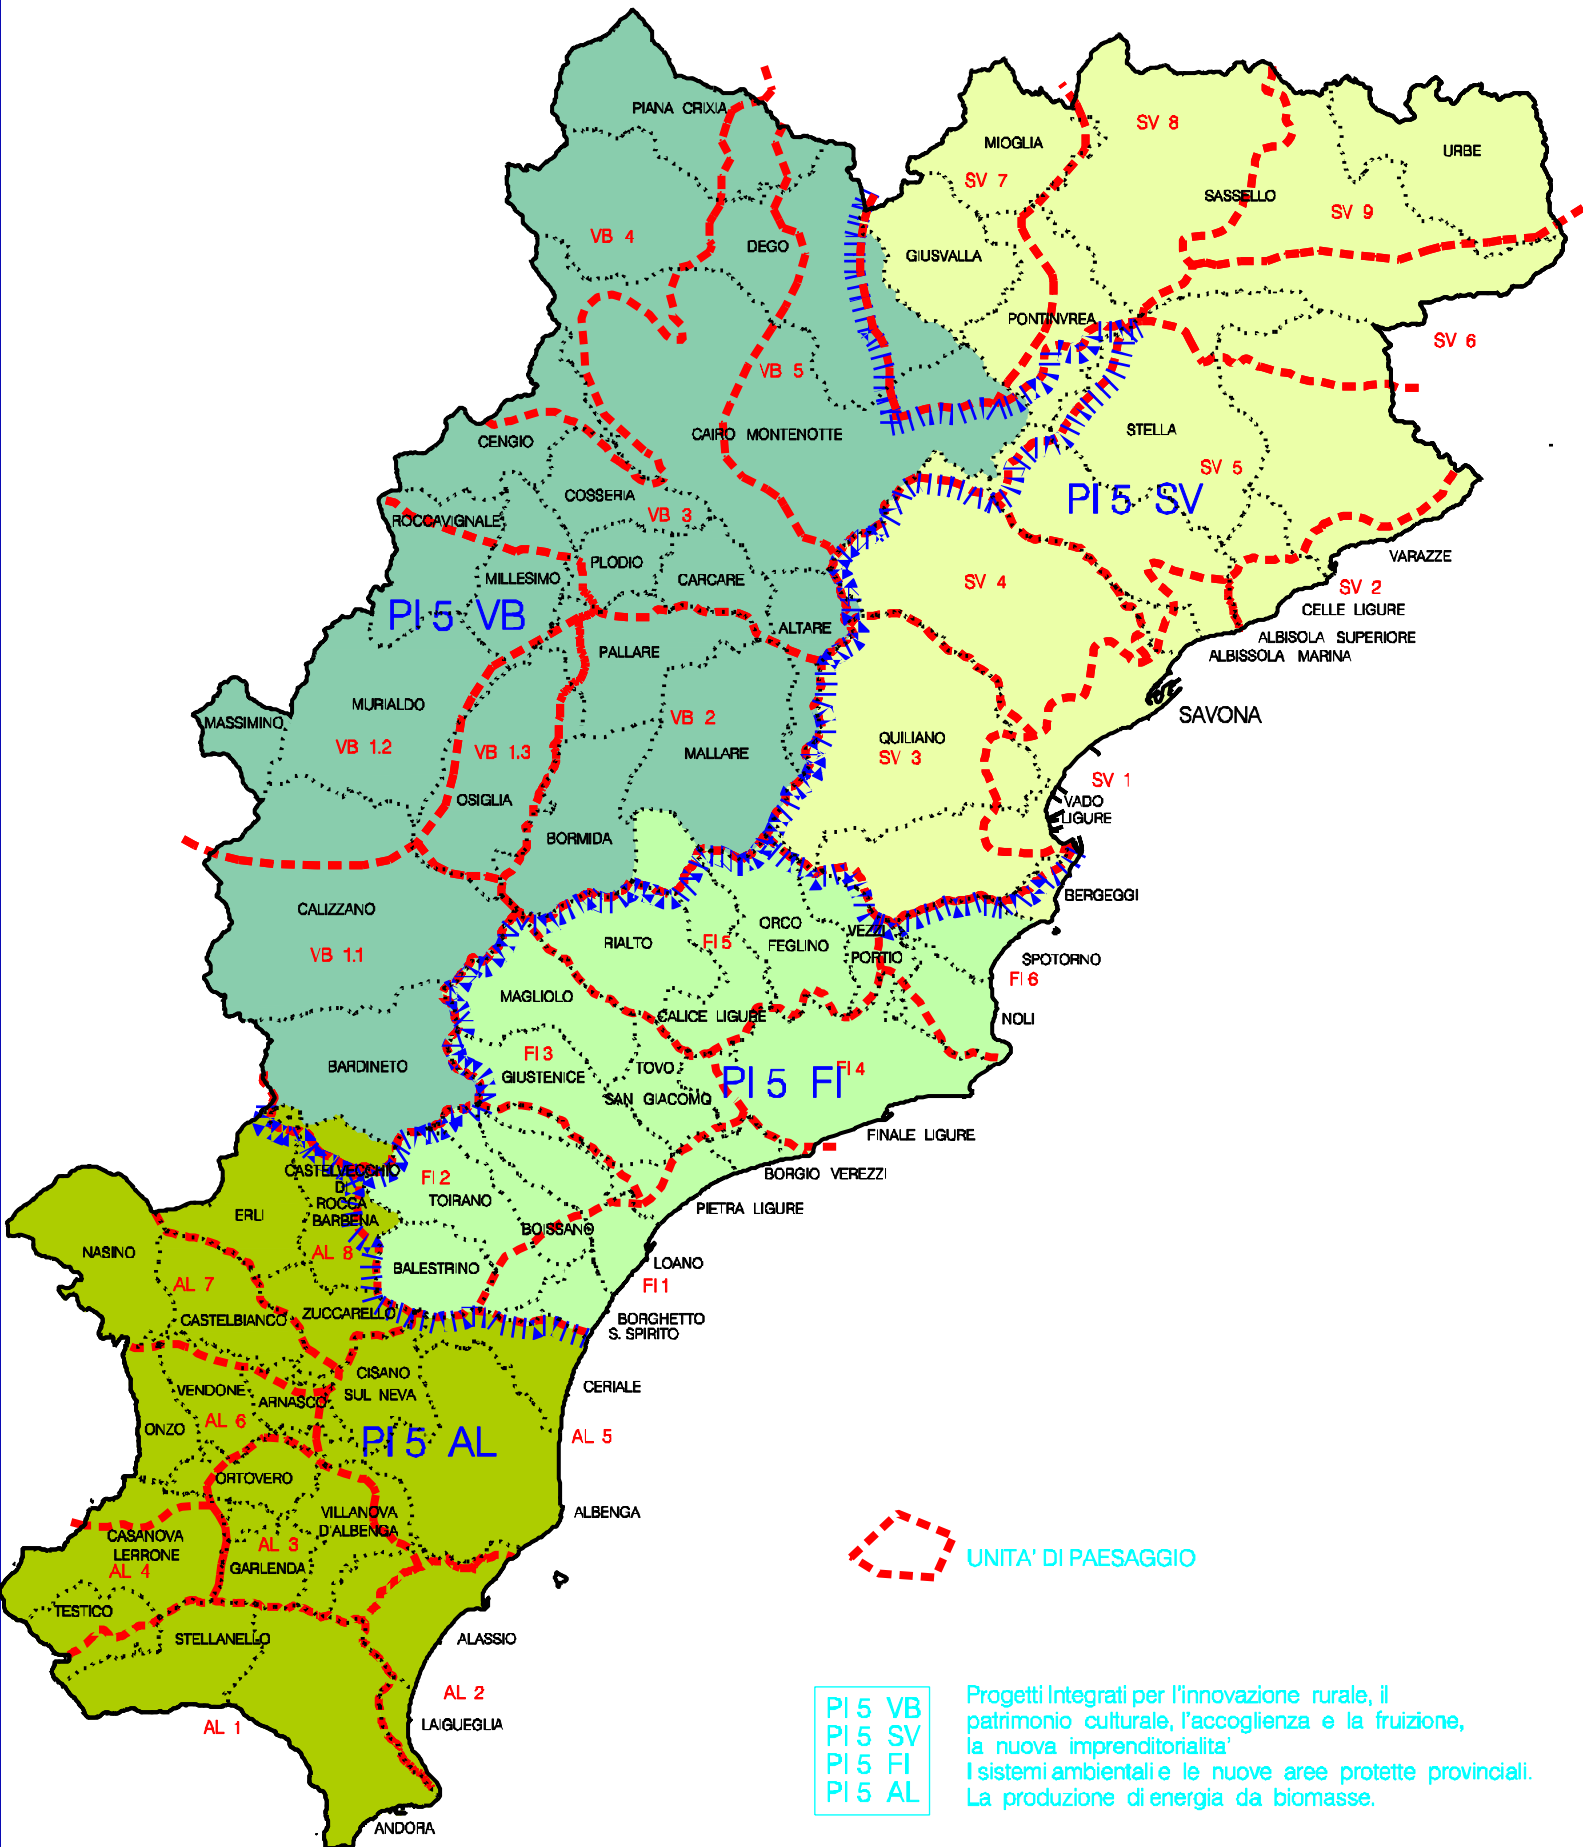 PIANA CRIXIA
MIOGLIA
SV 8
URBE
SV 7
SASSELLO
SV 9
VB 4
DEGO
GIUSVALLA
PONTINVREA
SV 6
VB 5
CAIRO MONTENOTTE
STELLA
CENGIO
SV 5
COSSERIA
PI 5 SV
VB 3
ROCCAVIGNALE
VARAZZE
PLODIO
MILLESIMO
CARCARE
SV 4
SV 2
PI 5 VB
CELLE LIGURE
ALTARE
ALBISOLA SUPERIORE
PALLARE
ALBISSOLA MARINA
MURIALDO
MASSIMINO
VB 2
SAVONA
VB 1.2
VB 1.3
MALLARE
QUILIANO
SV 3
SV 1
OSIGLIA
VADO
LIGURE
BORMIDA
BERGEGGI
CALIZZANO
ORCO
FEGLINO
VEZZI
PORTIO
RIALTO
FI 5
VB 1.1
SPOTORNO
FI 6
MAGLIOLO
CALICE LIGURE
NOLI
FI 3
GIUSTENICE
BARDINETO
TOVO
SAN GIACOMO
PI 5 FI
FI 4
FINALE LIGURE
CASTELVECCHIO
DI
ROCCA
BARBENA
FI 2
TOIRANO
BORGIO VEREZZI
PIETRA LIGURE
ERLI
BOISSANO
NASINO
AL 8
BALESTRINO
LOANO
FI 1
AL 7
CASTELBIANCO
ZUCCARELLO
BORGHETTO
S. SPIRITO
CISANO
SUL NEVA
CERIALE
VENDONE
ARNASCO
ONZO
AL 6
PI 5 AL
AL 5
ORTOVERO
VILLANOVA
D'ALBENGA
ALBENGA
CASANOVA
LERRONE
AL 3
AL 4
GARLENDA
UNITA' DI PAESAGGIO
TESTICO
STELLANELLO
ALASSIO
AL 2
LAIGUEGLIA
AL 1
ANDORA
PI 5 VB
PI 5 SV
PI 5 FI
PI 5 AL
Progetti Integrati per l'innovazione rurale, il
patrimonio culturale, l'accoglienza e la fruizione,
la nuova imprenditorialita'
I sistemi ambientali e le nuove aree protette provinciali.
La produzione di energia da biomasse.